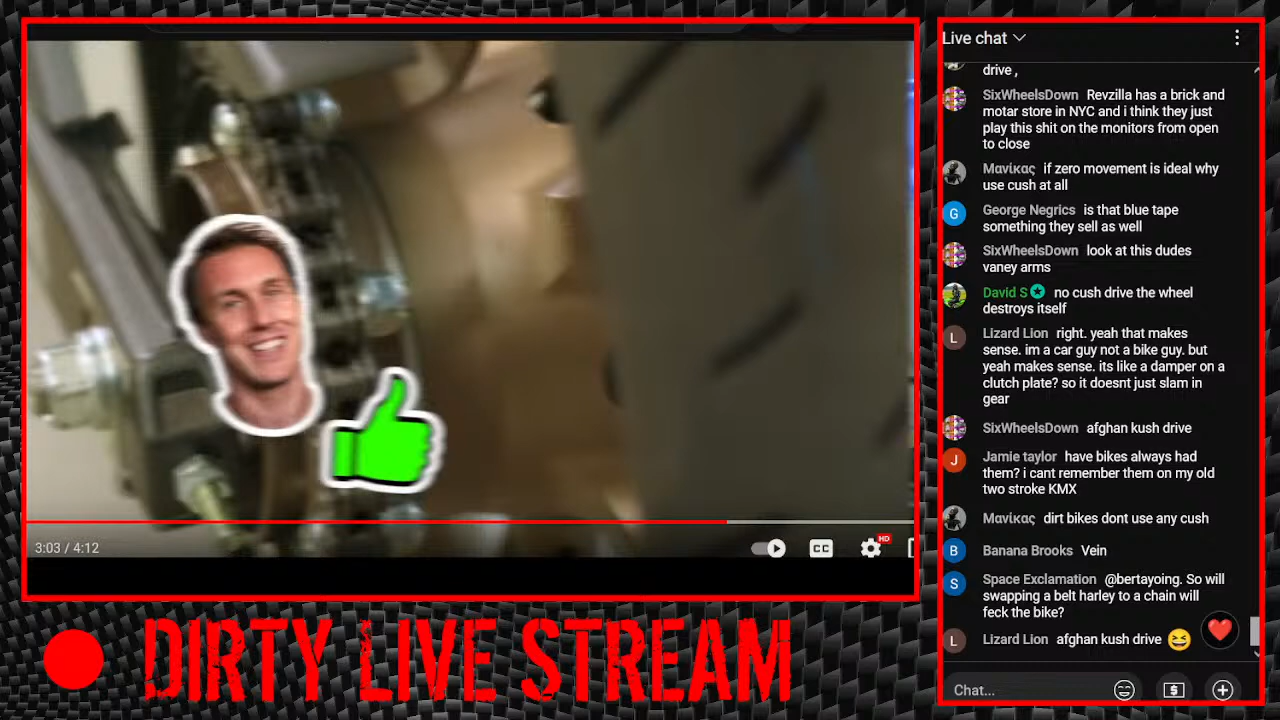 Live chat
drive ,
SixWheelsDown Revzilla has a brick and
motar store in NYC and i think they just
play this shit on the monitors from open
to close
Μανίκας if zero movement is ideal why
use cush at all
George Negrics is that blue tape
something they sell as well
SixWheelsDown look at this dudes
vaney arms
David S no cush drive the wheel
destroys itself
Lizard Lion right. yeah that makes
sense. im a car guy not a bike guy. but
yeah makes sense. its like a damper on a
clutch plate? so it doesnt just slam in
gear
SixWheelsDown afghan kush drive
Jamie taylor have bikes always had
them? i cant remember them on my old
two stroke KMX
Μανίκας dirt bikes dont use any cush
Banana Brooks Vein
Space Exclamation @bertayoing. So will
swapping a belt harley to a chain will
feck the bike?
Lizard Lion afghan kush drive
Chat...
G
L
J
B
S
L
3:03 / 4:12
CC
HD
DIRTY LIVE STREAM